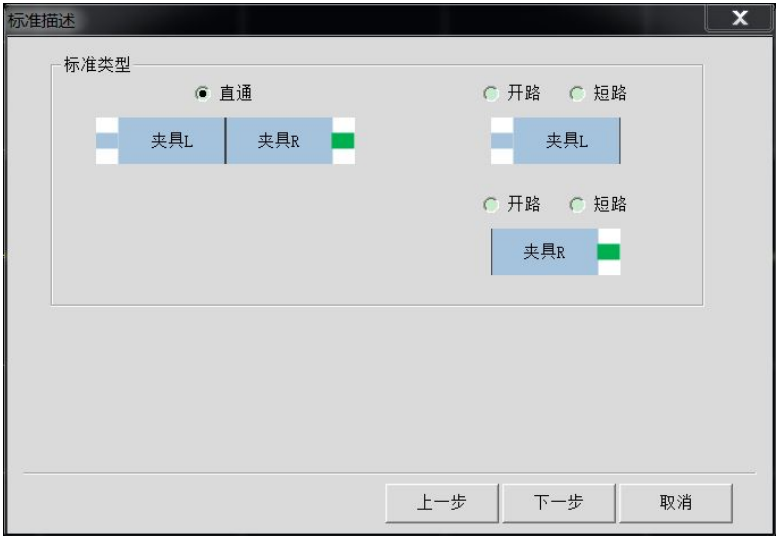 标准描述
X
标准类型
直通
开路 短路
夹具L 夹具R
夹具L
开路 短路
夹具R
上一步 下一步 取消